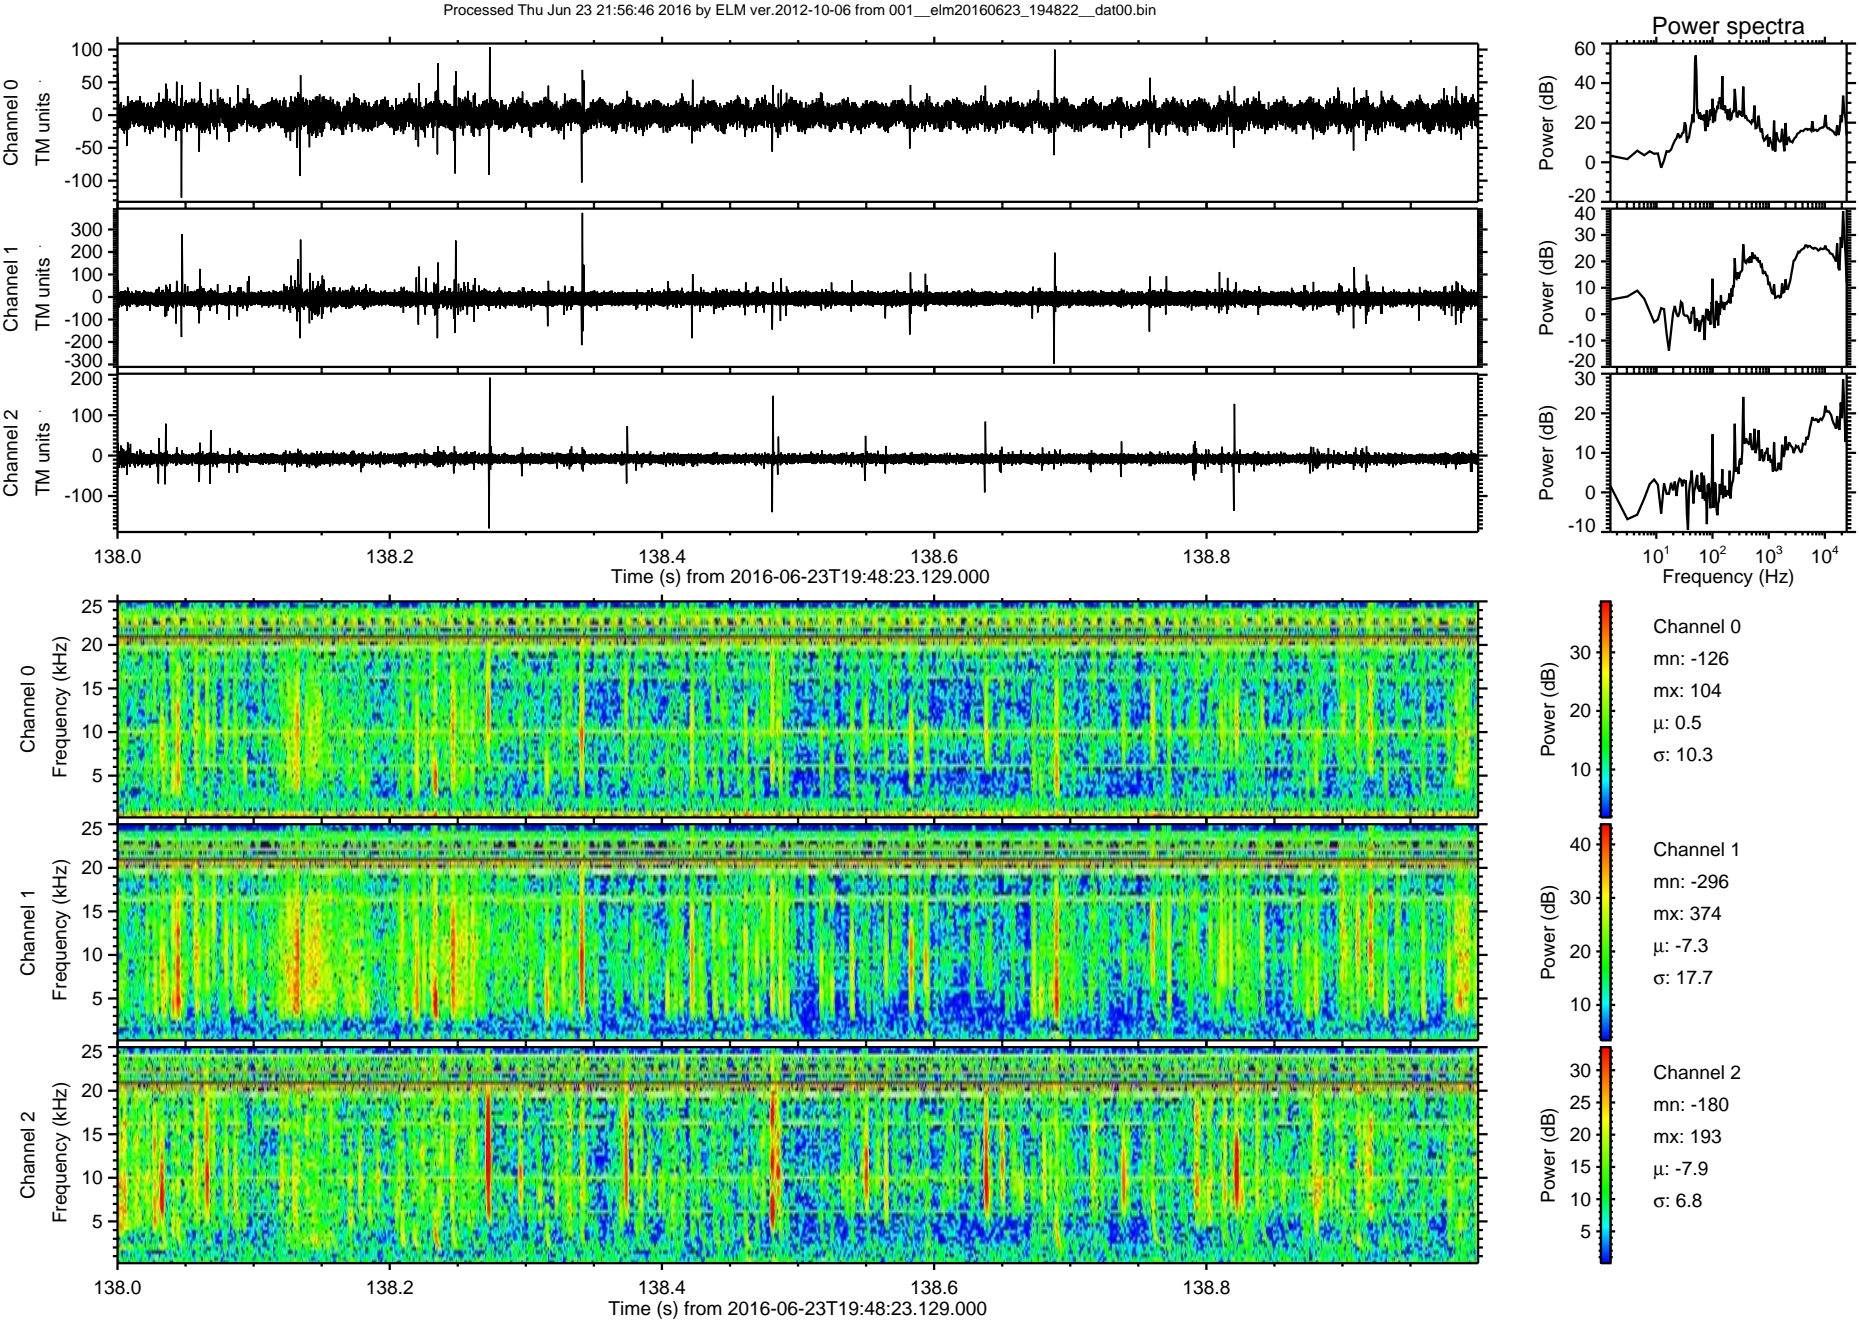 Processed Thu Jun 23 21:56:46 2016 by ELM ver.2012-10-06 from 001__elm20160623_194822__dat00.bin
Power spectra
Channel 0
TM units
100
50
0
-50
-100
Power (dB)
60
40
20
0
-20
Channel 1
TM units
300
200
100
0
-100
-200
-300
Power (dB)
40
30
20
10
0
-10
-20
Channel 2
TM units
200
100
0
-100
Power (dB)
30
20
10
0
-10
138.0 138.2 138.4 138.6 138.8
Time (s) from 2016-06-23T19:48:23.129.000
10¹ 10² 10³ 10⁴
Frequency (Hz)
Channel 0
Frequency (kHz)
25
20
15
10
5
Power (dB)
30
20
10
Channel 0
mn: -126
mx: 104
μ: 0.5
σ: 10.3
Channel 1
Frequency (kHz)
25
20
15
10
5
Power (dB)
40
30
20
10
Channel 1
mn: -296
mx: 374
μ: -7.3
σ: 17.7
Channel 2
Frequency (kHz)
25
20
15
10
5
Power (dB)
30
25
20
15
10
5
Channel 2
mn: -180
mx: 193
μ: -7.9
σ: 6.8
138.0 138.2 138.4 138.6 138.8
Time (s) from 2016-06-23T19:48:23.129.000